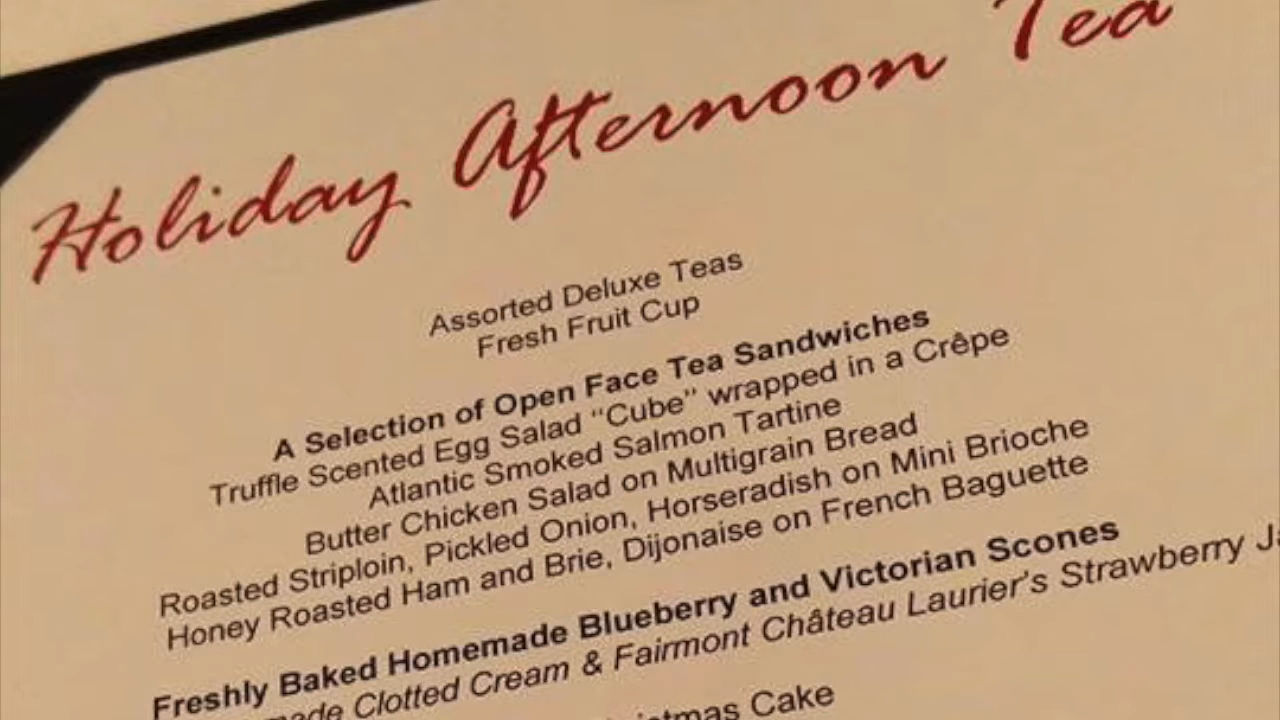 Holiday Afternoon Tea
Assorted Deluxe Teas
Fresh Fruit Cup
A Selection of Open Face Tea Sandwiches
Truffle Scented Egg Salad “Cube” wrapped in a Crêpe
Atlantic Smoked Salmon Tartine
Butter Chicken Salad on Multigrain Bread
Roasted Striploin, Pickled Onion, Horseradish on Mini Brioche
Honey Roasted Ham and Brie, Dijonaise on French Baguette
Freshly Baked Homemade Blueberry and Victorian Scones
Clotted Cream & Fairmont Château Laurier’s Strawberry
Cake